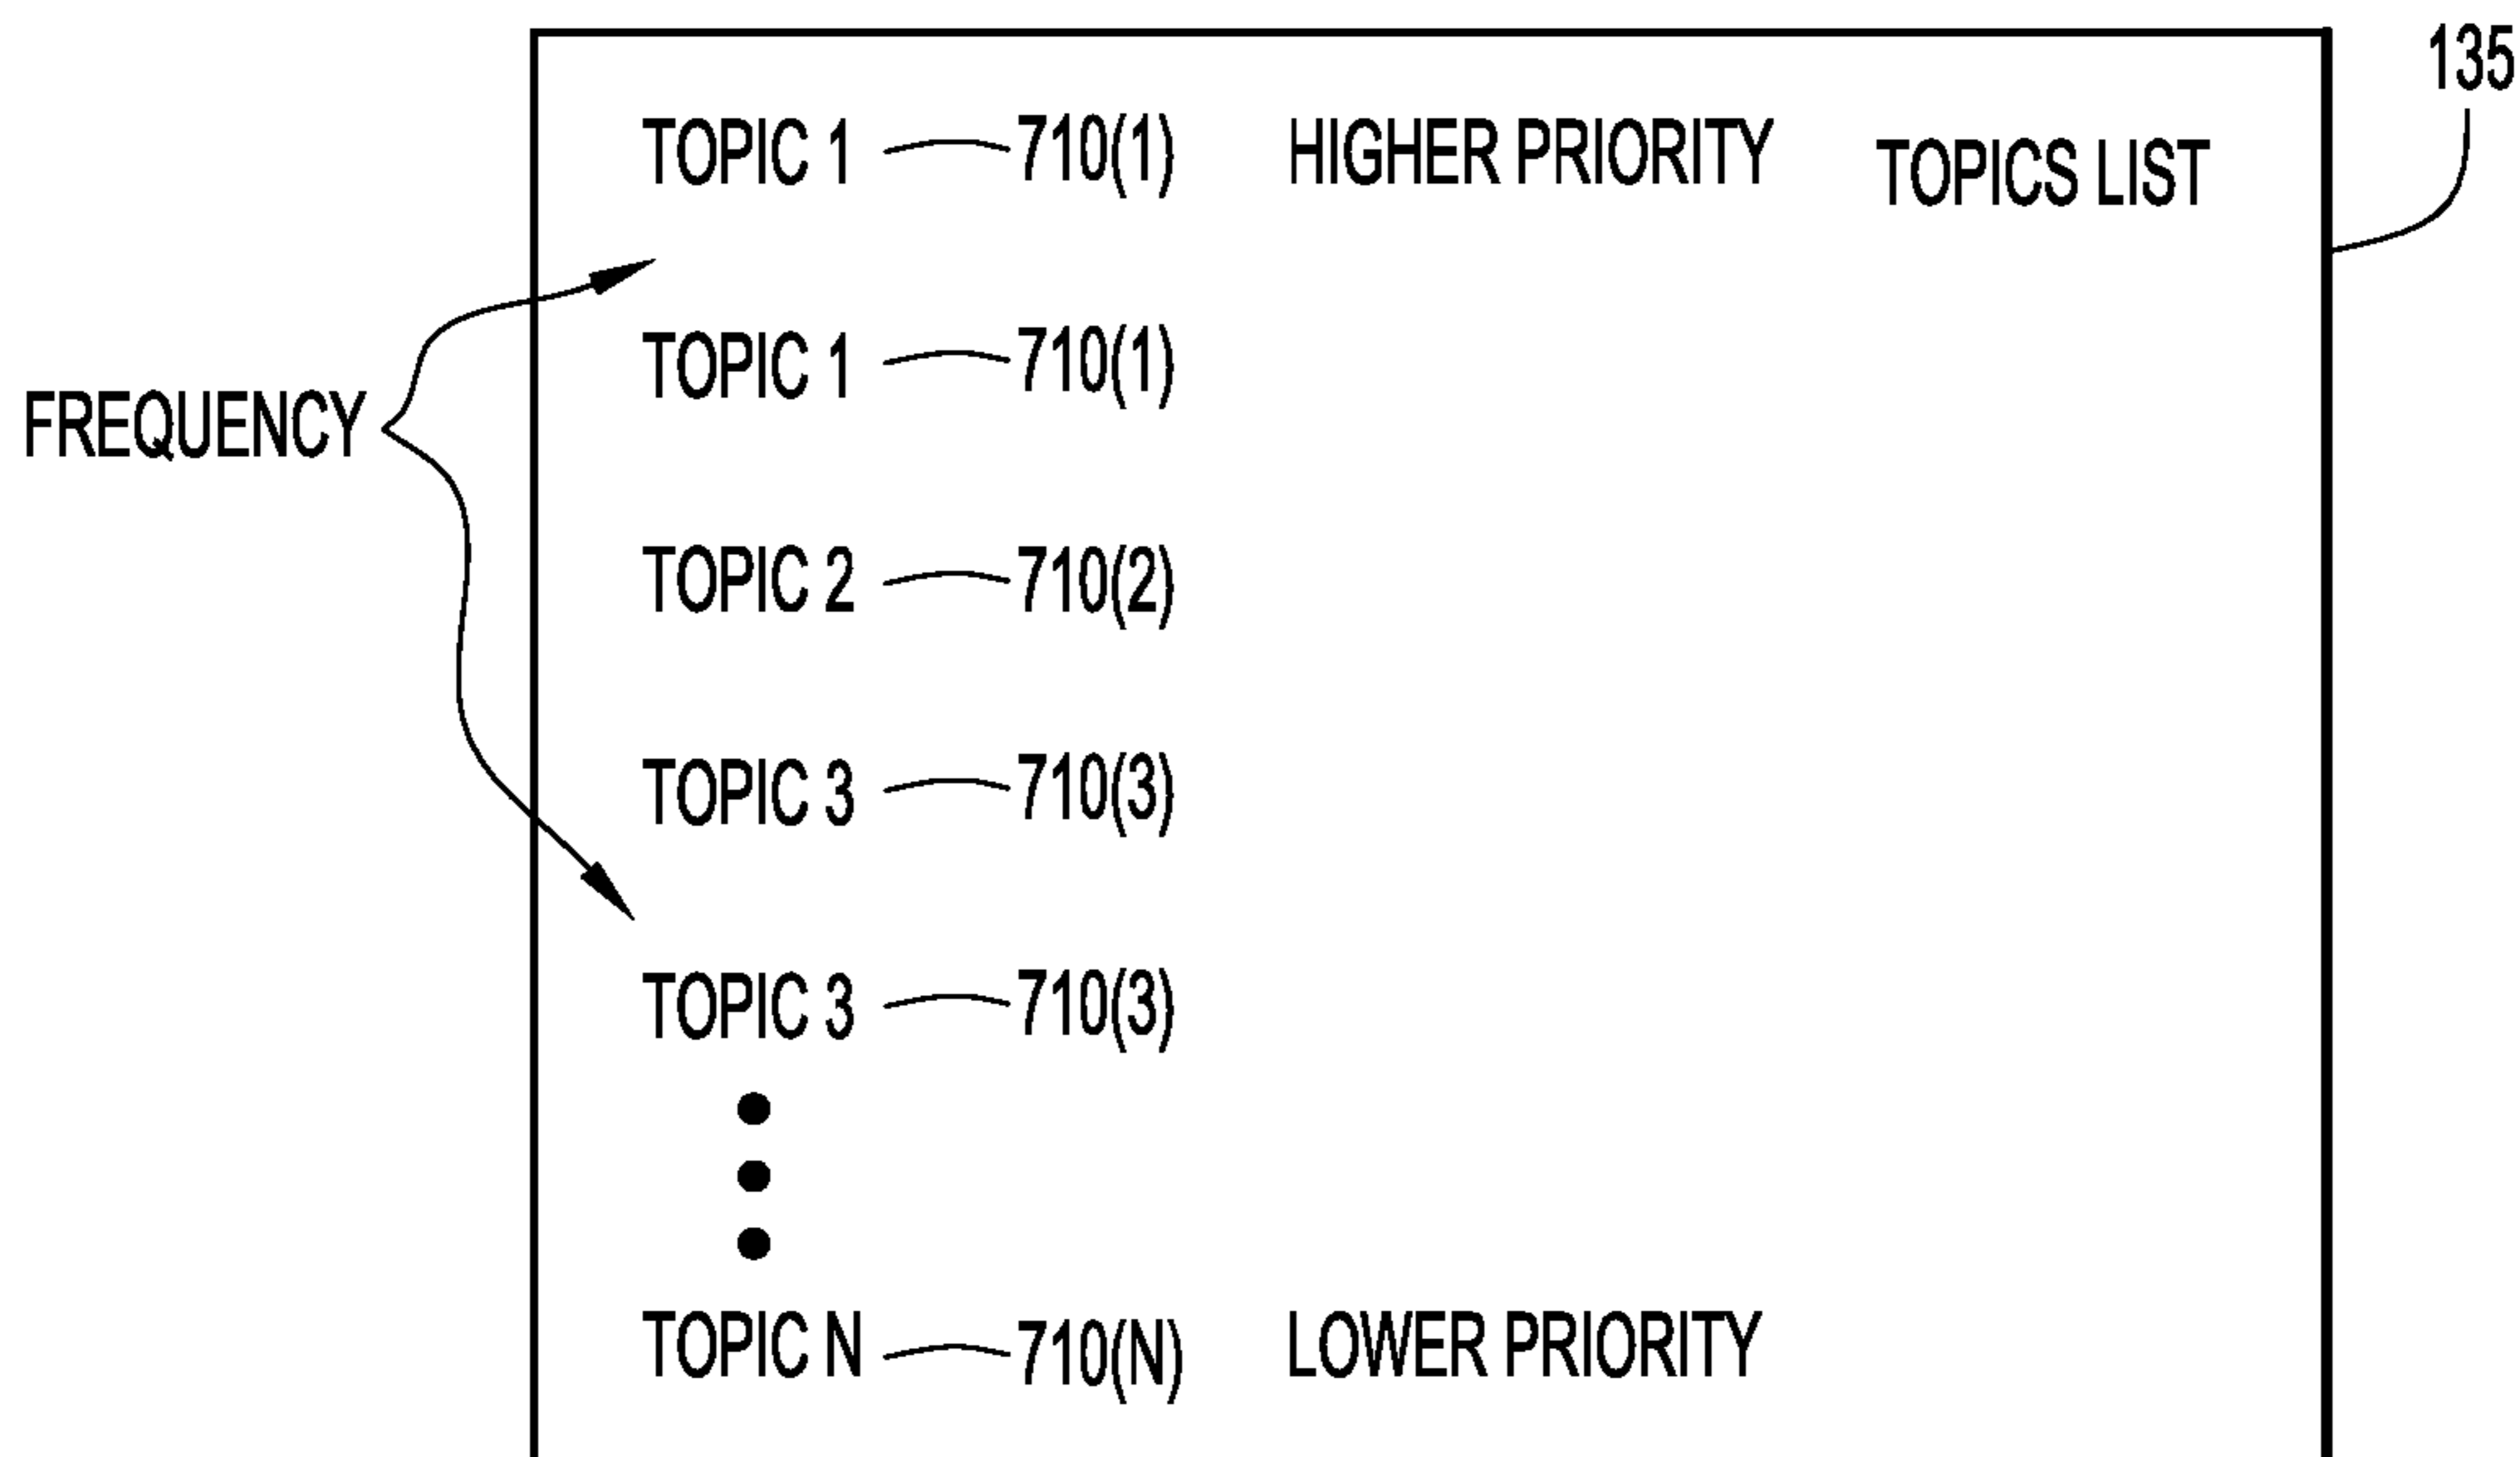 135
TOPIC 1 710(1) HIGHER PRIORITY TOPICS LIST
TOPIC 1 710(1)
FREQUENCY
TOPIC 2 710(2)
TOPIC 3 710(3)
TOPIC 3 710(3)
TOPIC N 710(N) LOWER PRIORITY